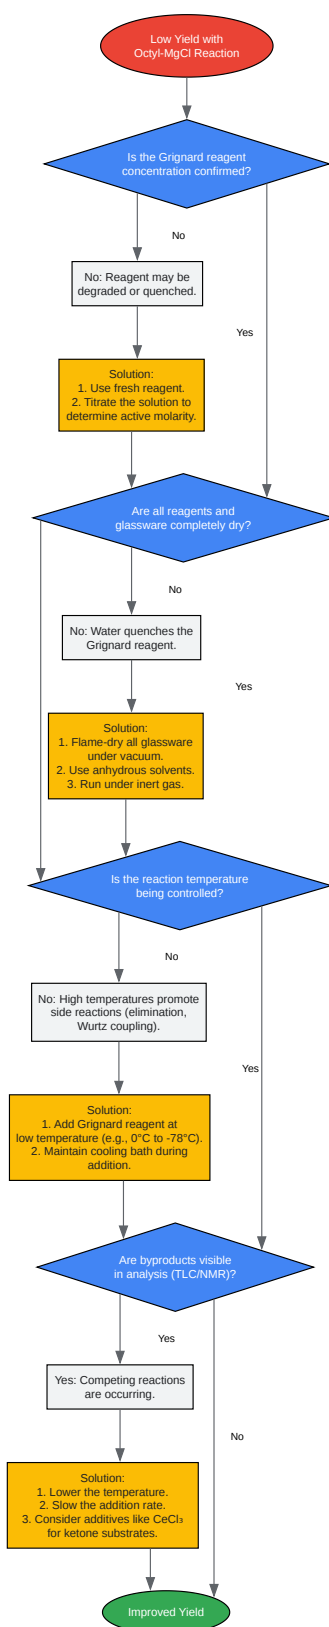 Low Yield with
Octyl-MgCl Reaction
Is the Grignard reagent
concentration confirmed?
No
No: Reagent may be
degraded or quenched.
Yes
Solution:
1. Use fresh reagent.
2. Titrate the solution to
determine active molarity.
Are all reagents and
glassware completely dry?
No
No: Water quenches the
Grignard reagent.
Yes
Solution:
1. Flame-dry all glassware
under vacuum.
2. Use anhydrous solvents.
3. Run under inert gas.
Is the reaction temperature
being controlled?
No
No: High temperatures promote
side reactions (elimination,
Wurtz coupling).
Yes
Solution:
1. Add Grignard reagent at
low temperature (e.g., 0°C to -78°C).
2. Maintain cooling bath during
addition.
Are byproducts visible
in analysis (TLC/NMR)?
Yes
Yes: Competing reactions
are occurring.
No
Solution:
1. Lower the temperature.
2. Slow the addition rate.
3. Consider additives like CeCl₃
for ketone substrates.
Improved Yield